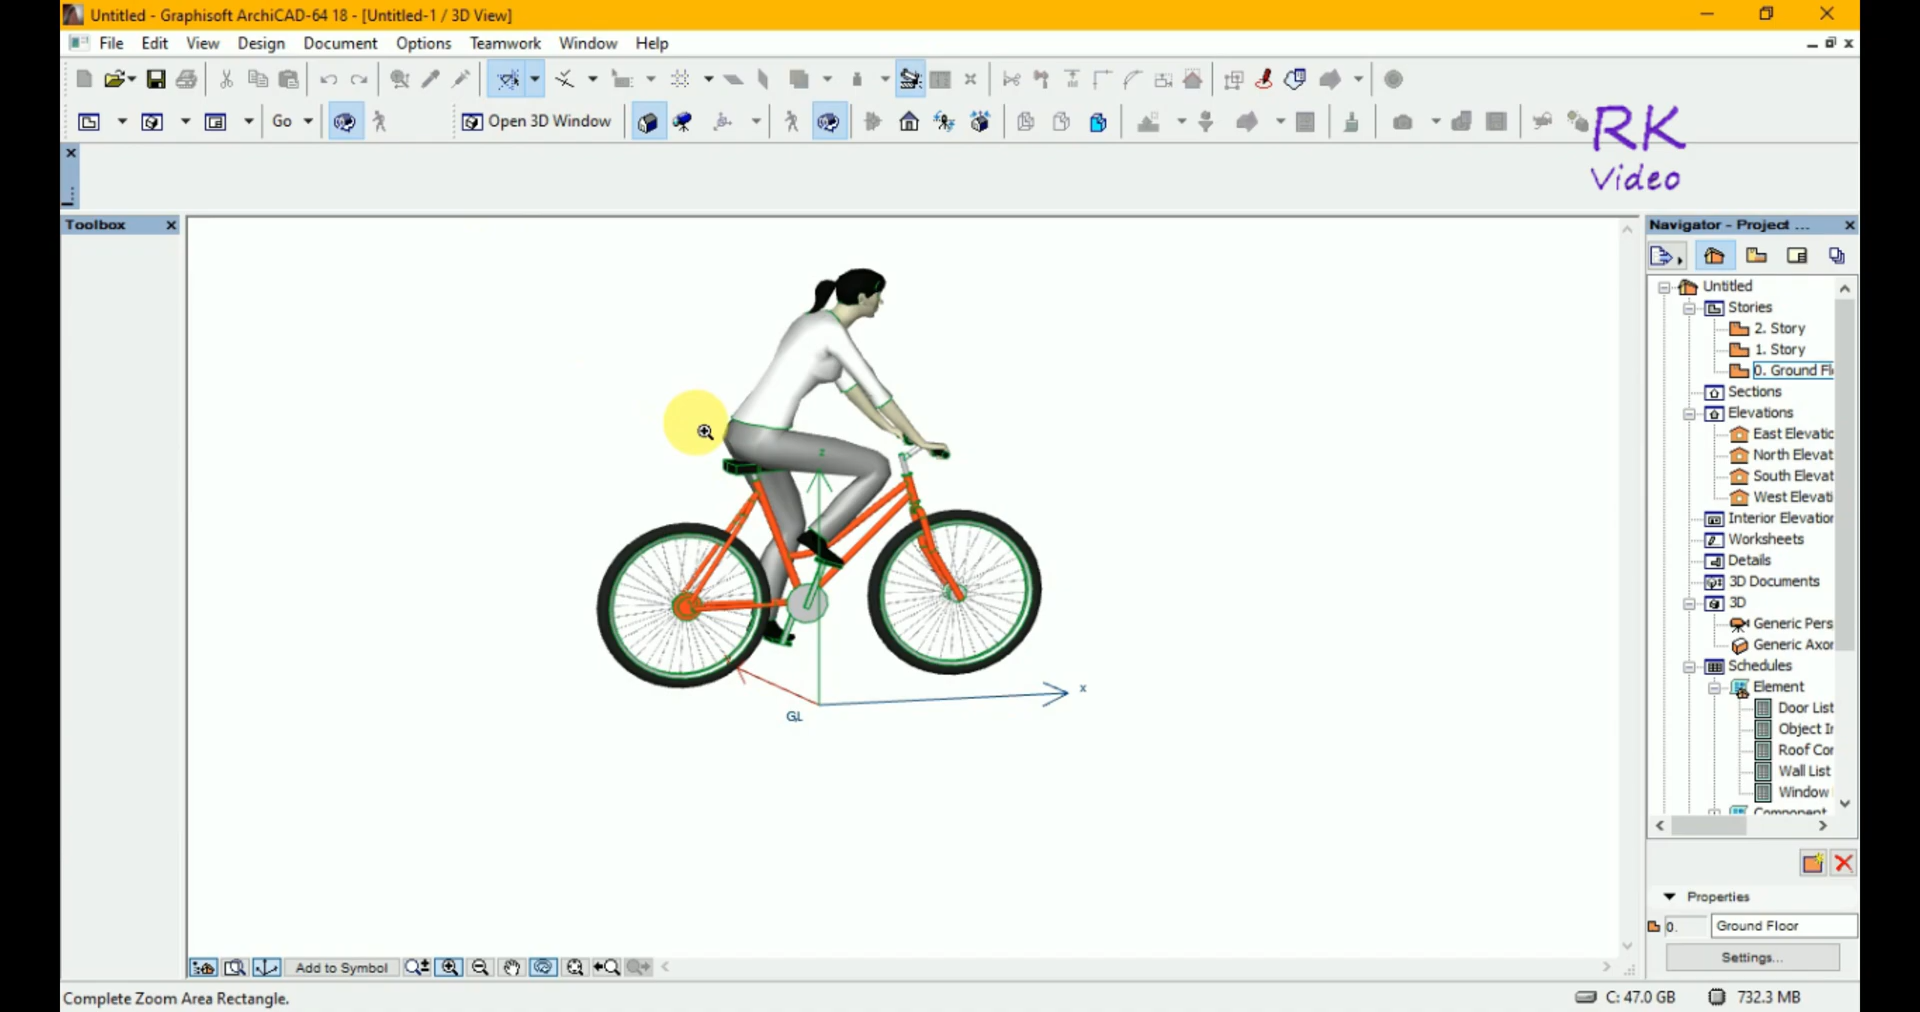 Untitled - Graphisoft ArchiCAD-64 18 - [Untitled-1 / 3D View]
File Edit View Design Document Options Teamwork Window Help
Go Open 3D Window
RK
Video
Toolbox
Navigator - Project ...
Untitled
Stories
2. Story
1. Story
0. Ground Fl
Sections
Elevations
East Elevatio
North Elevat
South Elevat
West Elevati
Interior Elevation
Worksheets
Details
3D Documents
3D
Generic Pers
Generic Axor
Schedules
Element
Door List
Object In
Roof Cor
Wall List
Window
Component
z
x
GL
Properties
0. Ground Floor
Settings...
Add to Symbol
Complete Zoom Area Rectangle.
C: 47.0 GB 732.3 MB